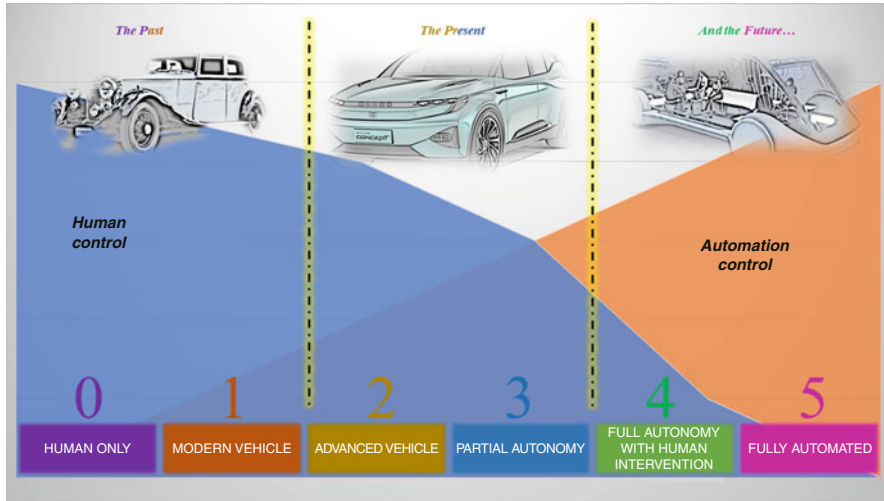 The Past
The Present
And the Future...
CONCEPT
Human
control
Automation
control
0
1
2
3
4
5
HUMAN ONLY
MODERN VEHICLE
ADVANCED VEHICLE
PARTIAL AUTONOMY
FULL AUTONOMY
WITH HUMAN
INTERVENTION
FULLY AUTOMATED